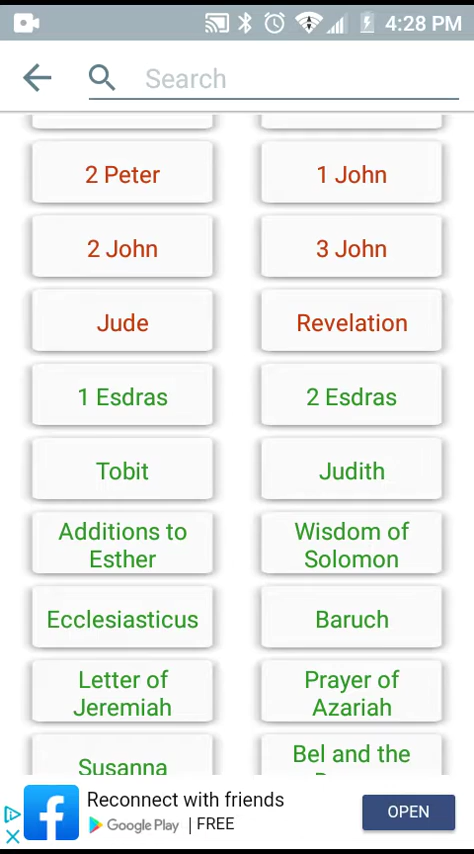 4:28 PM
Search
2 Peter
1 John
2 John
3 John
Jude
Revelation
1 Esdras
2 Esdras
Tobit
Judith
Additions to
Esther
Wisdom of
Solomon
Ecclesiasticus
Baruch
Letter of
Jeremiah
Prayer of
Azariah
Susanna
Bel and the
Reconnect with friends
Google Play | FREE
OPEN